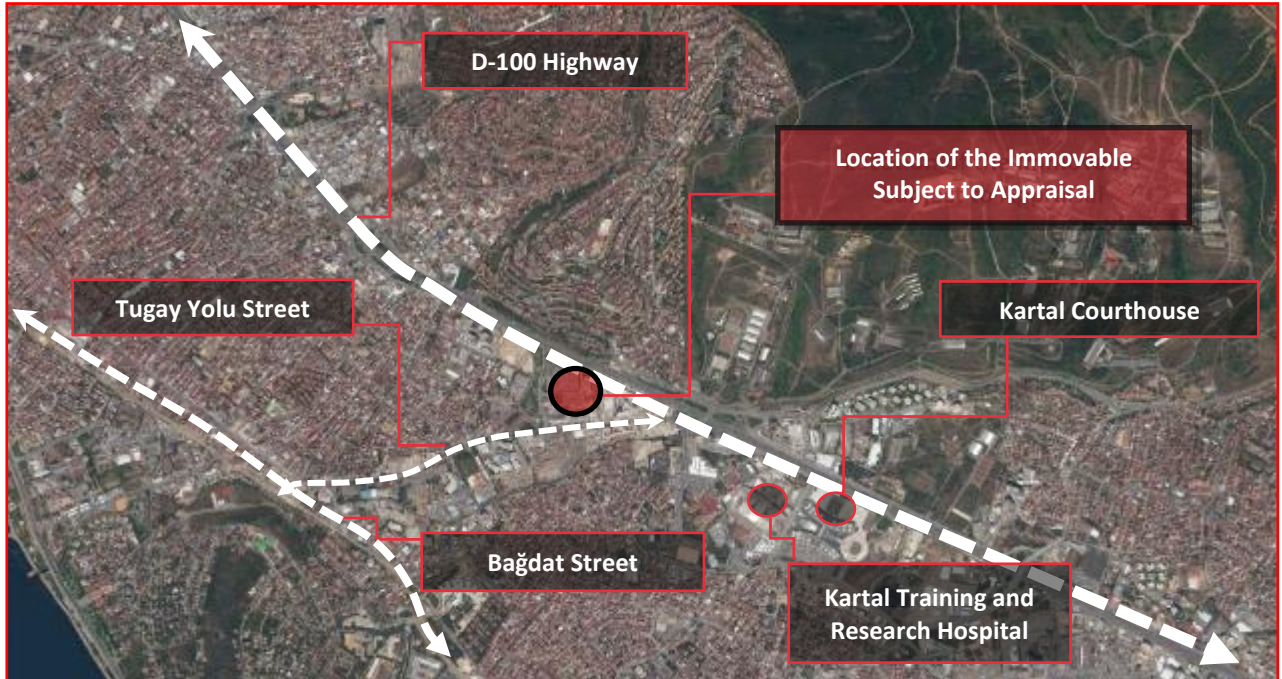 D-100 Highway
Location of the Immovable
Subject to Appraisal
Tugay Yolu Street
Kartal Courthouse
Bağdat Street
Kartal Training and
Research Hospital